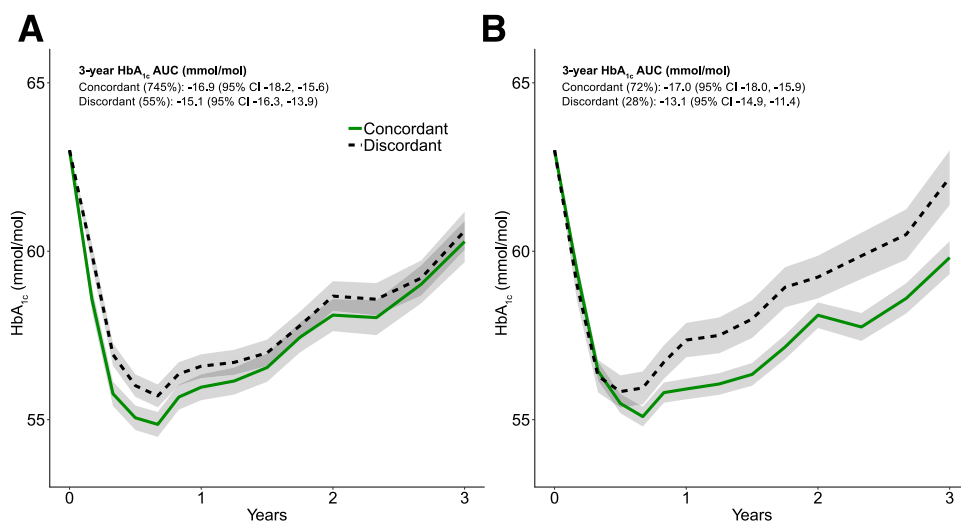 A
3-year HbA1c AUC (mmol/mol)
Concordant (745%): -16.9 (95% CI -18.2, -15.6)
Discordant (55%): -15.1 (95% CI -16.3, -13.9)
Concordant
Discordant
HbA1c (mmol/mol)
65
60
55
0 1 2 3
Years
B
3-year HbA1c AUC (mmol/mol)
Concordant (72%): -17.0 (95% CI -18.0, -15.9)
Discordant (28%): -13.1 (95% CI -14.9, -11.4)
HbA1c (mmol/mol)
65
60
55
0 1 2 3
Years